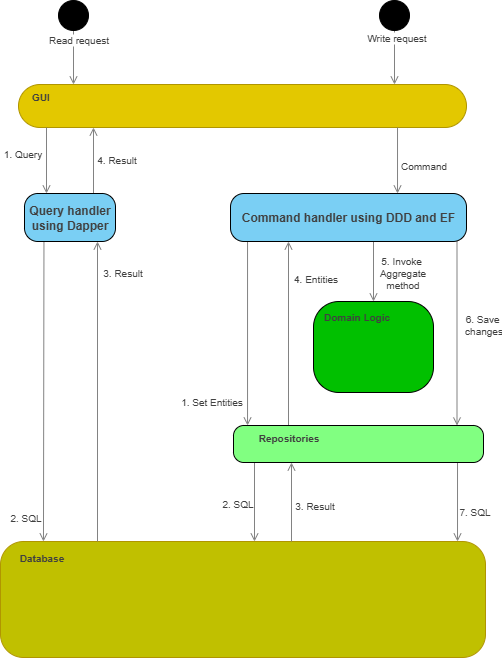 Read request
Write request
GUI
1. Query
4. Result
Command
Query handler
using Dapper
Command handler using DDD and EF
3. Result
4. Entities
5. Invoke
Aggregate
method
Domain Logic
6. Save
changes
1. Set Entities
Repositories
2. SQL
2. SQL
3. Result
7. SQL
Database